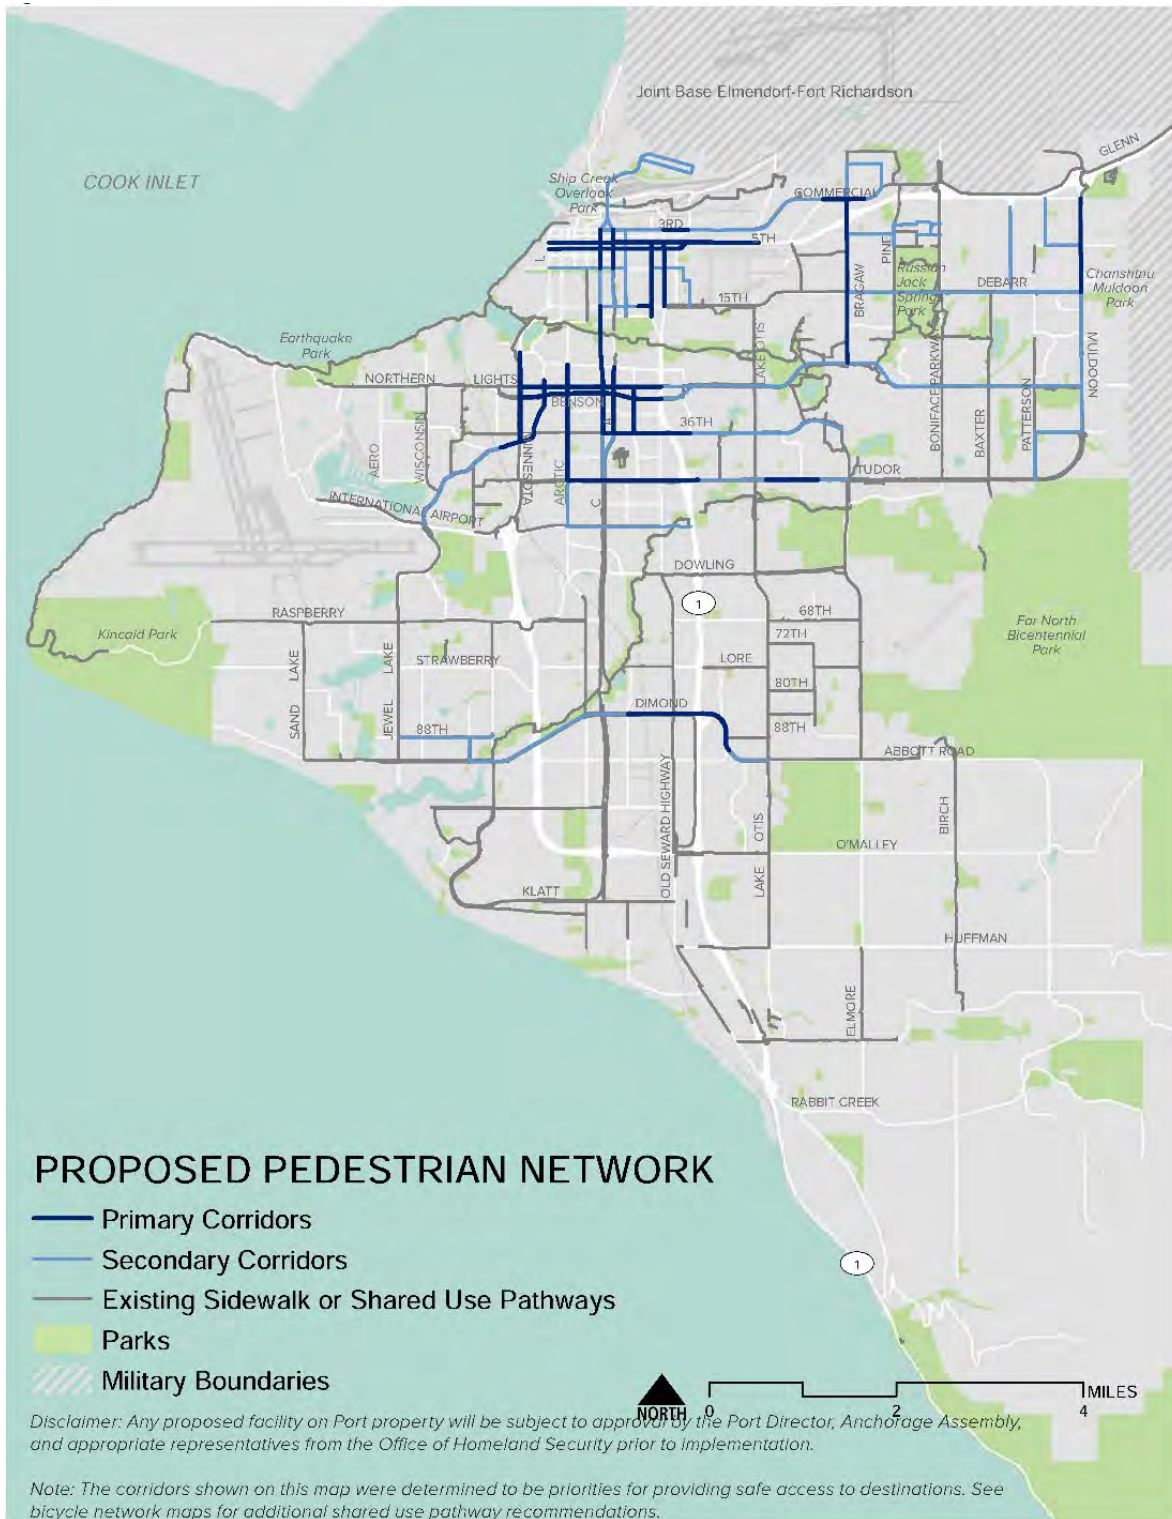 Joint Base Elmendorf-Fort Richardson
GLENN
COOK INLET
Ship Creek
Overlook
Park
COMMERCIAL
3RD
5TH
L
PINE
BRAGAW
Russian
Jack
Springs
Park
DEBARR
Chanshtnu
Muldoon
Park
15TH
LAKE OTIS
Earthquake
Park
MULDOON
NORTHERN
LIGHTS
BENSON
BONIFACE PARKWAY
BAXTER
PATTERSON
A
36TH
WISCONSIN
AERO
MINNESOTA
ARCTIC
C
TUDOR
INTERNATIONAL AIRPORT
DOWLING
1
RASPBERRY
68TH
Kincaid Park
72TH
Far North
Bicentennial
Park
SAND LAKE
JEWEL LAKE
STRAWBERRY
LORE
80TH
DIMOND
88TH
88TH
ABBOTT ROAD
OLD SEWARD HIGHWAY
LAKE OTIS
BIRCH
O'MALLEY
KLATT
HUFFMAN
ELMORE
RABBIT CREEK
1
PROPOSED PEDESTRIAN NETWORK
Primary Corridors
Secondary Corridors
Existing Sidewalk or Shared Use Pathways
Parks
Military Boundaries
NORTH
0 2 4 MILES
Disclaimer: Any proposed facility on Port property will be subject to approval by the Port Director, Anchorage Assembly,
and appropriate representatives from the Office of Homeland Security prior to implementation.
Note: The corridors shown on this map were determined to be priorities for providing safe access to destinations. See
bicycle network maps for additional shared use pathway recommendations.